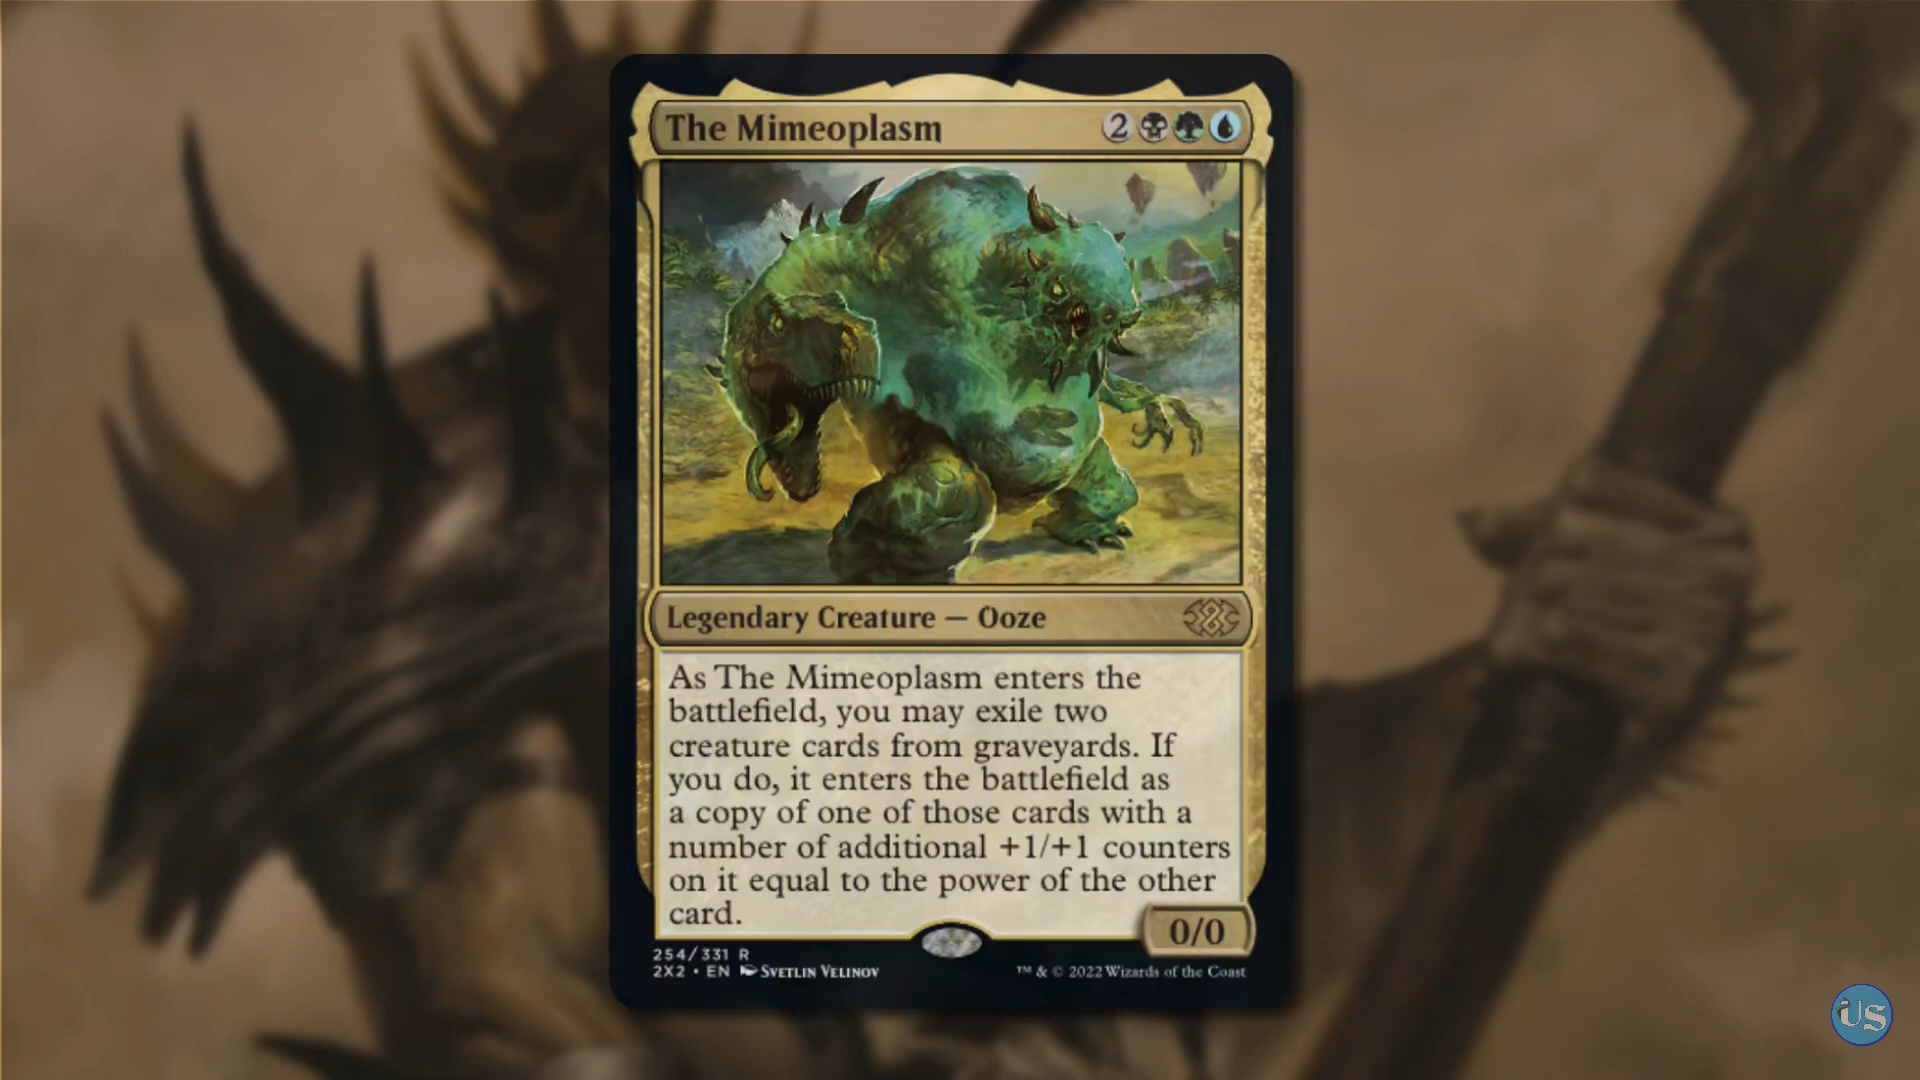 The Mimeoplasm
2
Legendary Creature — Ooze
As The Mimeoplasm enters the
battlefield, you may exile two
creature cards from graveyards. If
you do, it enters the battlefield as
a copy of one of those cards with a
number of additional +1/+1 counters
on it equal to the power of the other
card.
0/0
254/331 R
2X2 • EN Svetlin Velinov
™ & © 2022 Wizards of the Coast
US